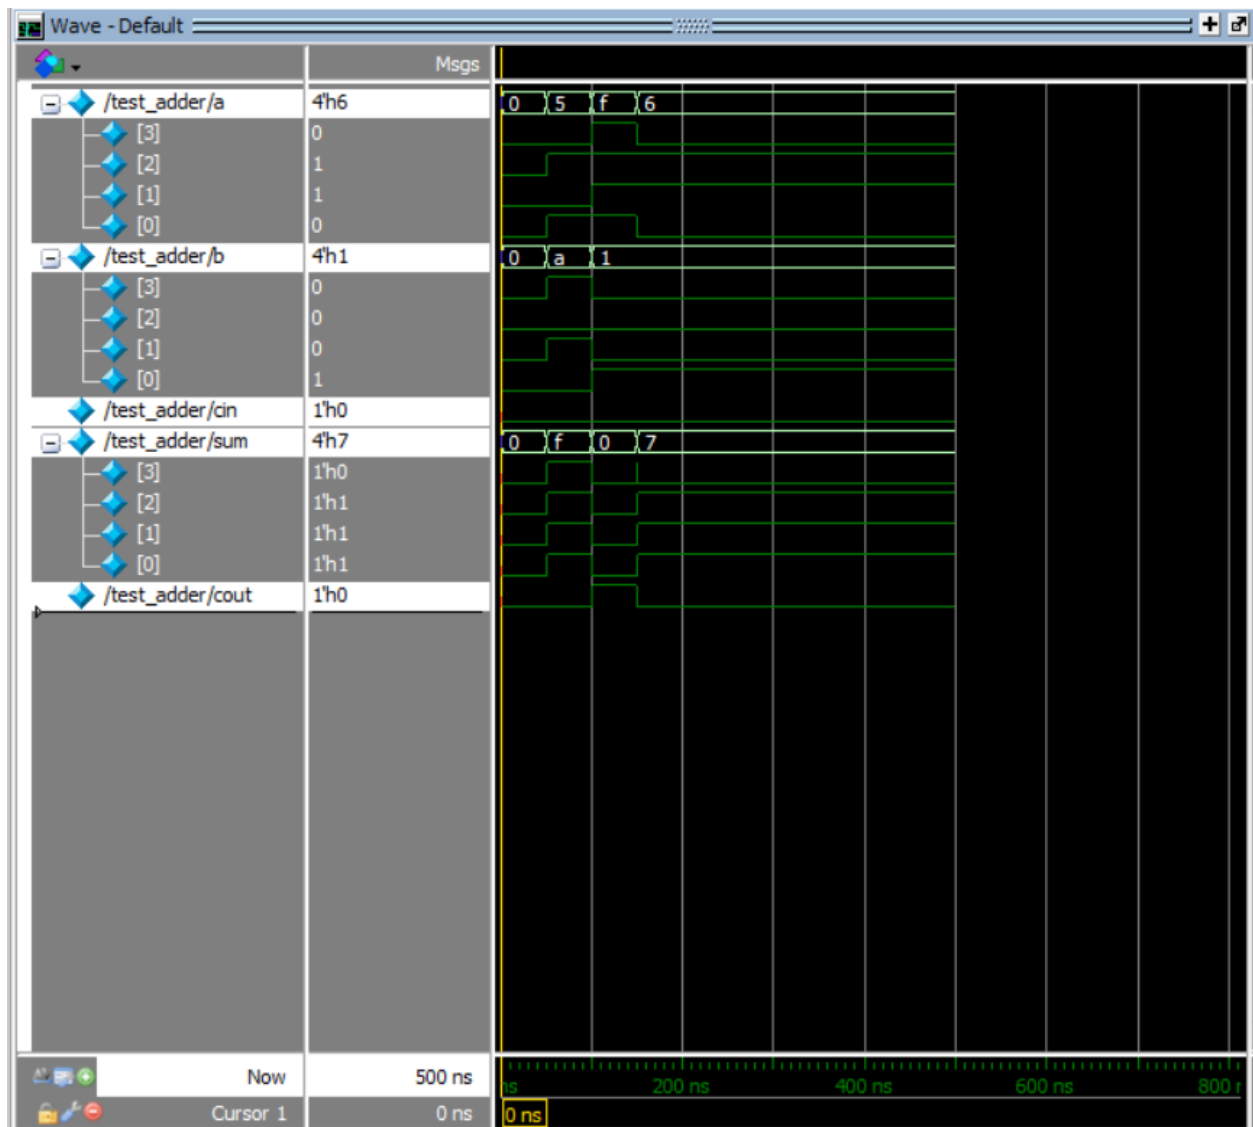 Wave - Default
Msgs
/test_adder/a 4'h6 0 5 f 6
[3] 0
[2] 1
[1] 1
[0] 0
/test_adder/b 4'h1 0 a 1
[3] 0
[2] 0
[1] 0
[0] 1
/test_adder/cin 1'h0
/test_adder/sum 4'h7 0 f 0 7
[3] 1'h0
[2] 1'h1
[1] 1'h1
[0] 1'h1
/test_adder/cout 1'h0
Now 500 ns ns 200 ns 400 ns 600 ns 800
Cursor 1 0 ns 0 ns